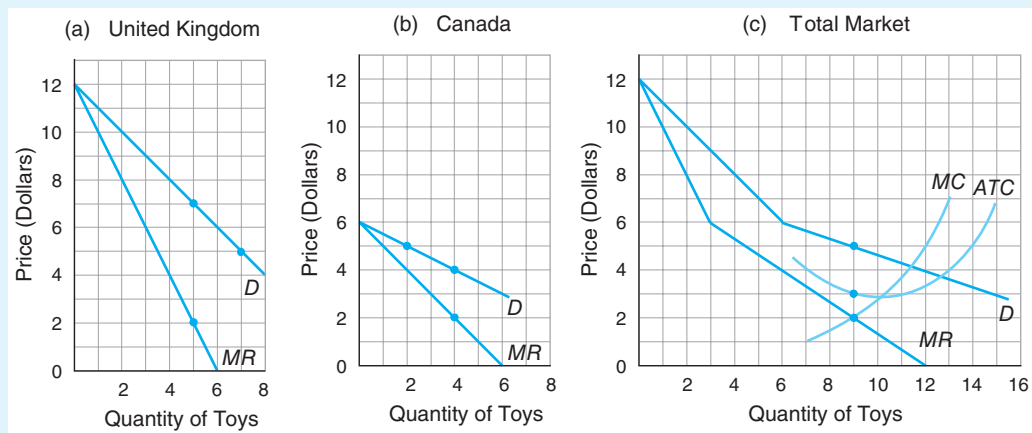 (a) United Kingdom
Price (Dollars)
12
10
8
6
4
2
0
2 4 6 8
D
MR
Quantity of Toys
(b) Canada
Price (Dollars)
12
10
8
6
4
2
0
2 4 6 8
D
MR
Quantity of Toys
(c) Total Market
Price (Dollars)
12
10
8
6
4
2
0
2 4 6 8 10 12 14 16
MC ATC
D
MR
Quantity of Toys